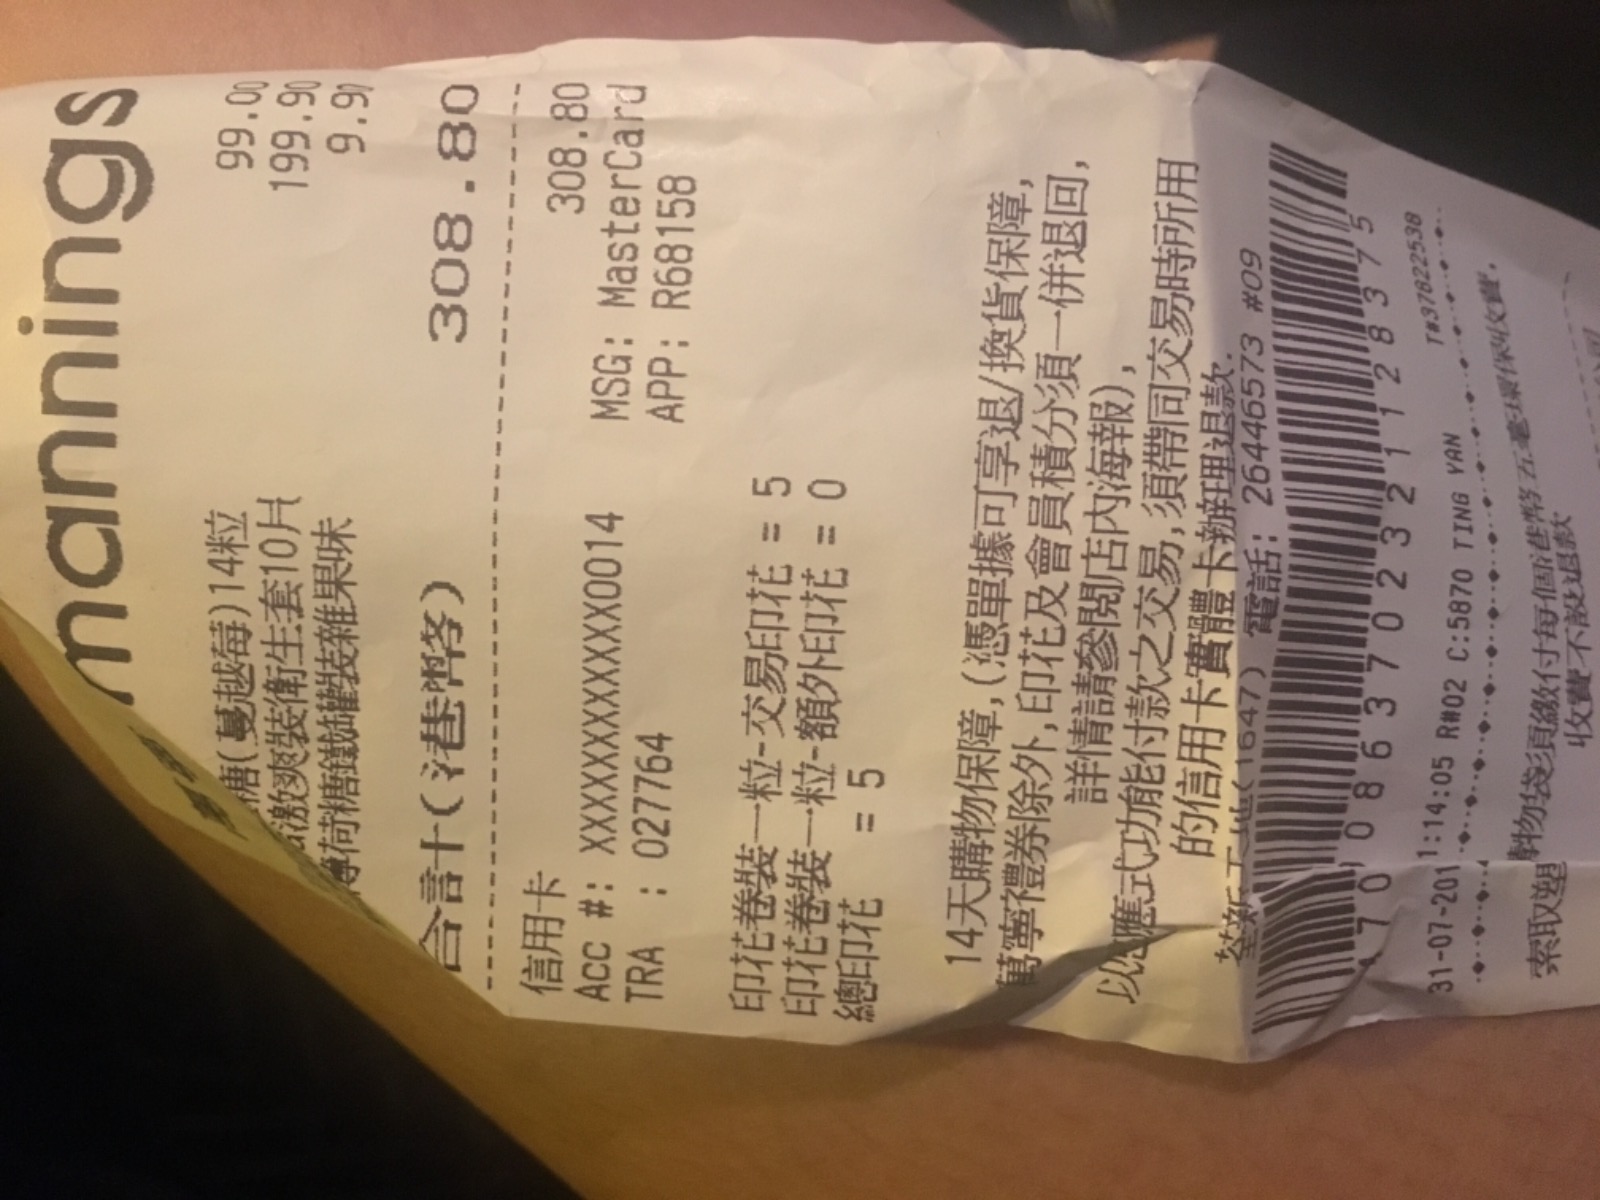 mannings
糖(蔓越莓)14粒 99.00
激爽裝衛生套10片 199.90
薄荷糖鐵罐裝雜果味 9.90
合計(港幣) 308.80
信用卡 308.80
Acc #: XXXXXXXXXXXX0014 MSG: MasterCard
TRA : 027764 APP: R68158
印花卷裝一粒-交易印花 = 5
印花卷裝一粒-額外印花 = 0
總印花 = 5
14天購物保障,(憑單據可享退/換貨保障,
萬寧禮券除外,印花及會員積分須一併退回,
詳情請參閱店內海報),
以感應式功能付款之交易,須帶同交易時所用
的信用卡實體卡辦理退款.
荃新天地(1647) 電話: 26446573 #09
70 0863702321128375
31-07-201 1:14:05 R#02 C:5870 TING YAN T#37822538
索取塑 購物袋須繳付每個港幣五毫環保收費,
收費不設退款
公司